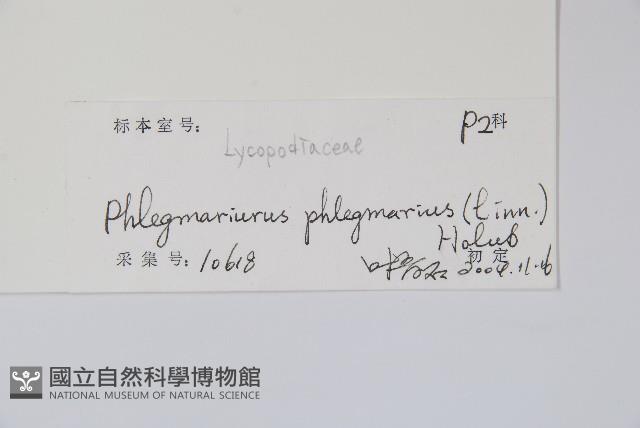 标本室号: P2科
Lycopodiaceae
Phlegmariurus phlegmarius (Linn.)
Holub
采集号: 10618 初定 2004.11.16
國立自然科學博物館
NATIONAL MUSEUM OF NATURAL SCIENCE